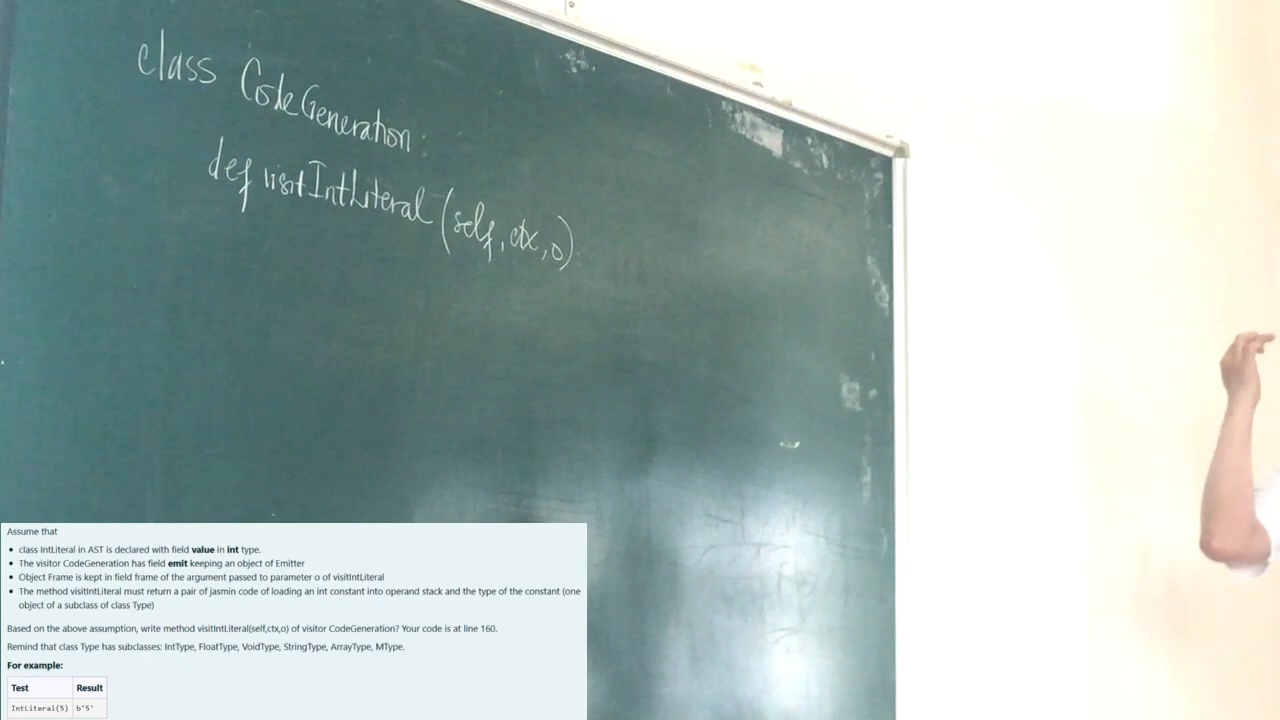 class CodeGeneration:
def visitIntLiteral(self,ctx,o)
Assume that
• class IntLiteral in AST is declared with field value in int type.
• The visitor CodeGeneration has field emit keeping an object of Emitter
• Object Frame is kept in field frame of the argument passed to parameter o of visitIntLiteral
• The method visitIntLiteral must return a pair of jasmin code of loading an int constant into operand stack and the type of the constant (one
object of a subclass of class Type)
Based on the above assumption, write method visitIntLiteral(self,ctx,o) of visitor CodeGeneration? Your code is at line 160.
Remind that class Type has subclasses: IntType, FloatType, VoidType, StringType, ArrayType, MType.
For example:
Test Result
IntLiteral(5) b'5'